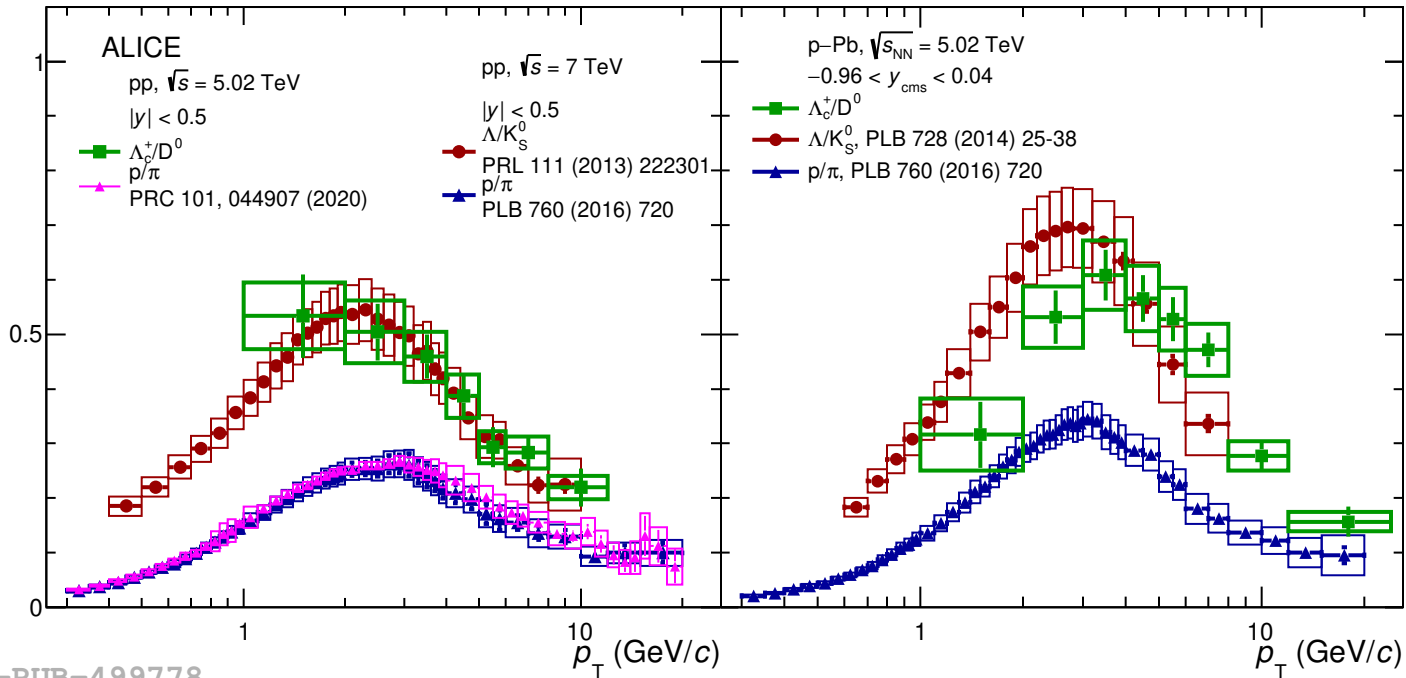 ALICE
pp, √s = 5.02 TeV
|y| < 0.5
Λc+/D0
p/π
PRC 101, 044907 (2020)
pp, √s = 7 TeV
|y| < 0.5
Λ/KS0
PRL 111 (2013) 222301
p/π
PLB 760 (2016) 720
1
0.5
0
1
10
pT (GeV/c)
p−Pb, √sNN = 5.02 TeV
−0.96 < ycms < 0.04
Λc+/D0
Λ/KS0, PLB 728 (2014) 25-38
p/π, PLB 760 (2016) 720
1
10
pT (GeV/c)